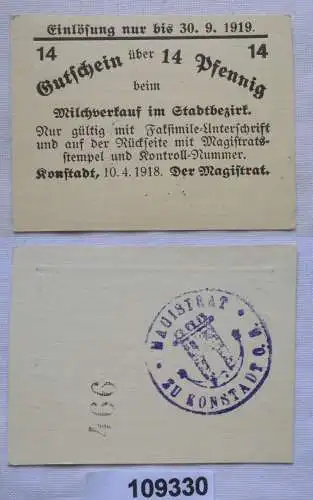 Einlösung nur bis 30. 9. 1919.
14 über 14
Gutschein 14 Pfennig
beim
Milchverkauf im Stadtbezirk.
Nur gültig mit Faksimile-Unterschrift
und auf der Rückseite mit Magistrats-
stempel und Kontroll-Nummer.
Konstadt, 10. 4. 1918. Der Magistrat.
MAGISTRAT
ZU KONSTADT O. S.
466
109330